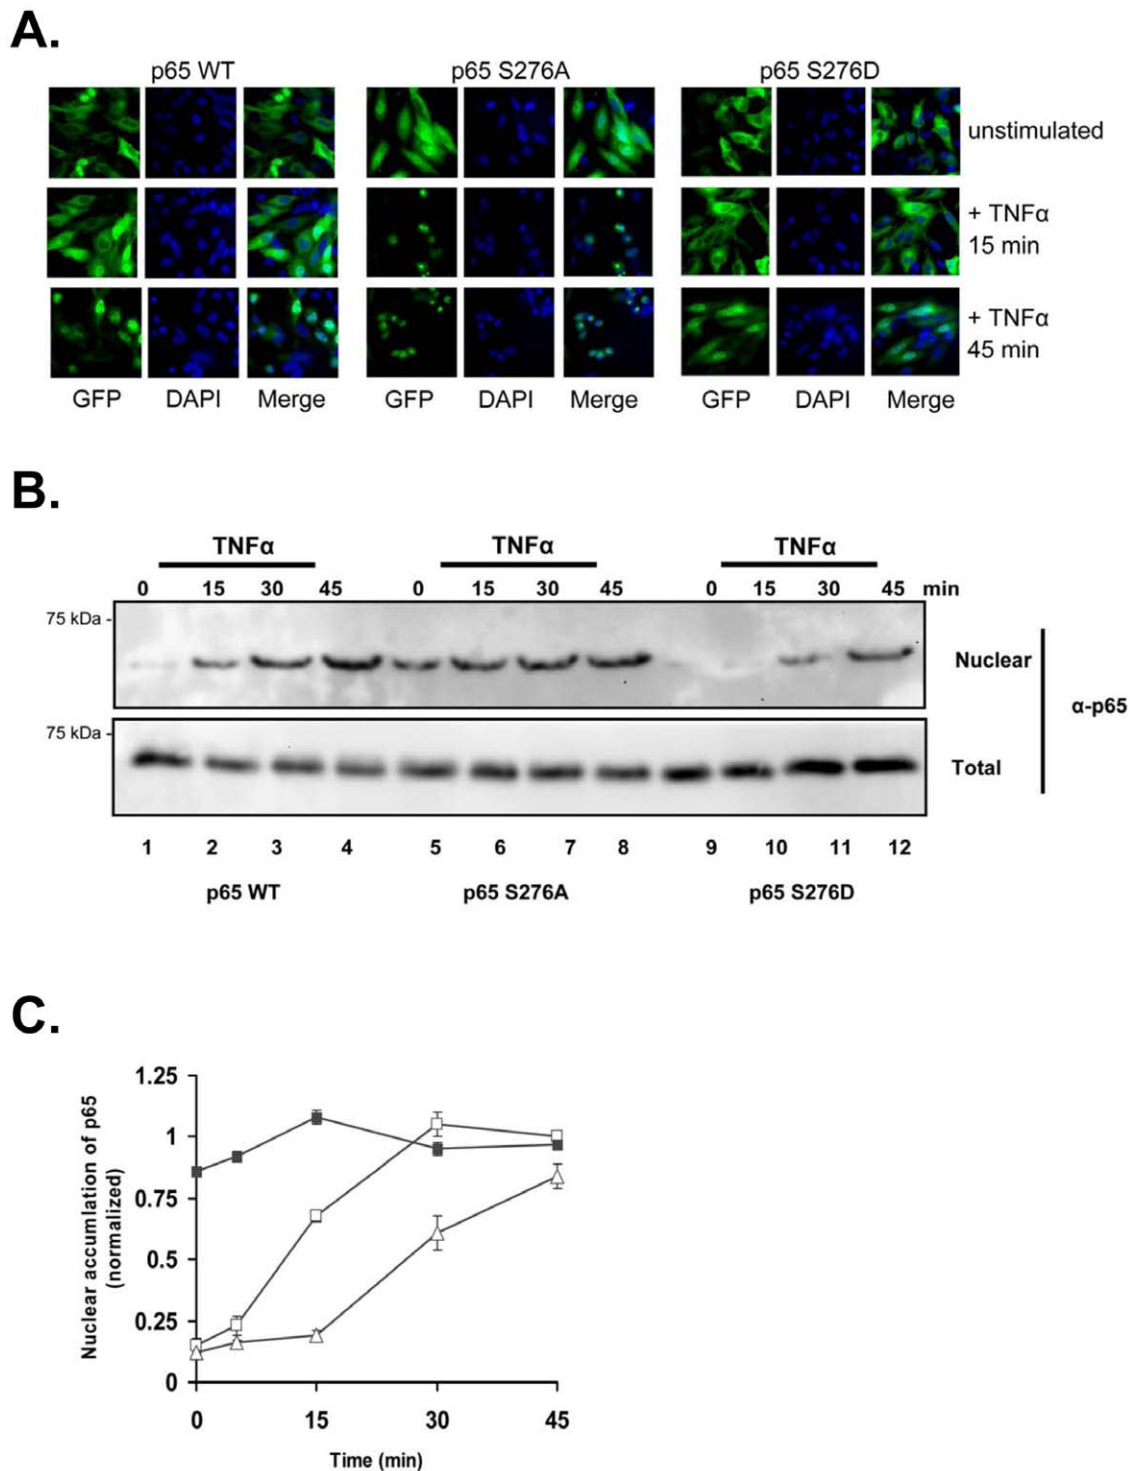 A.
p65 WT p65 S276A p65 S276D
unstimulated
+ TNFα
15 min
+ TNFα
45 min
GFP DAPI Merge GFP DAPI Merge GFP DAPI Merge
B.
TNFα TNFα TNFα
0 15 30 45 0 15 30 45 0 15 30 45 min
75 kDa -
Nuclear
α-p65
75 kDa -
Total
1 2 3 4 5 6 7 8 9 10 11 12
p65 WT p65 S276A p65 S276D
C.
Nuclear accumlation of p65
(normalized)
1.25
1
0.75
0.5
0.25
0
0 15 30 45
Time (min)